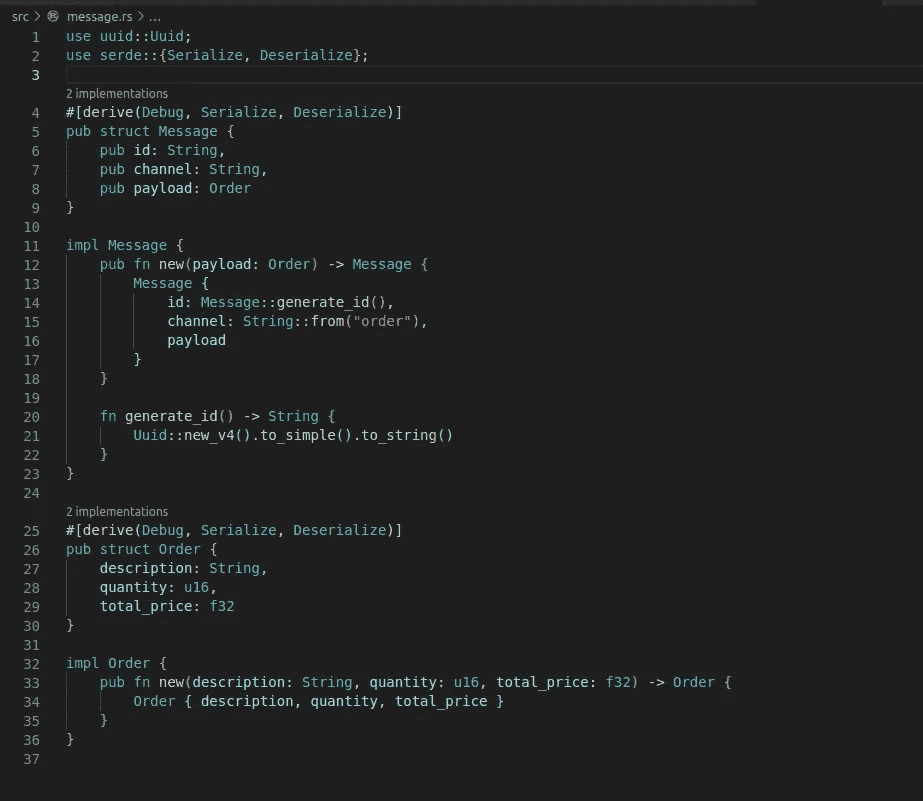 src > message.rs > ...
1 use uuid::Uuid;
2 use serde::{Serialize, Deserialize};
3
2 implementations
4 #[derive(Debug, Serialize, Deserialize)]
5 pub struct Message {
6     pub id: String,
7     pub channel: String,
8     pub payload: Order
9 }
10
11 impl Message {
12     pub fn new(payload: Order) -> Message {
13         Message {
14             id: Message::generate_id(),
15             channel: String::from("order"),
16             payload
17         }
18     }
19
20     fn generate_id() -> String {
21         Uuid::new_v4().to_simple().to_string()
22     }
23 }
24
2 implementations
25 #[derive(Debug, Serialize, Deserialize)]
26 pub struct Order {
27     description: String,
28     quantity: u16,
29     total_price: f32
30 }
31
32 impl Order {
33     pub fn new(description: String, quantity: u16, total_price: f32) -> Order {
34         Order { description, quantity, total_price }
35     }
36 }
37